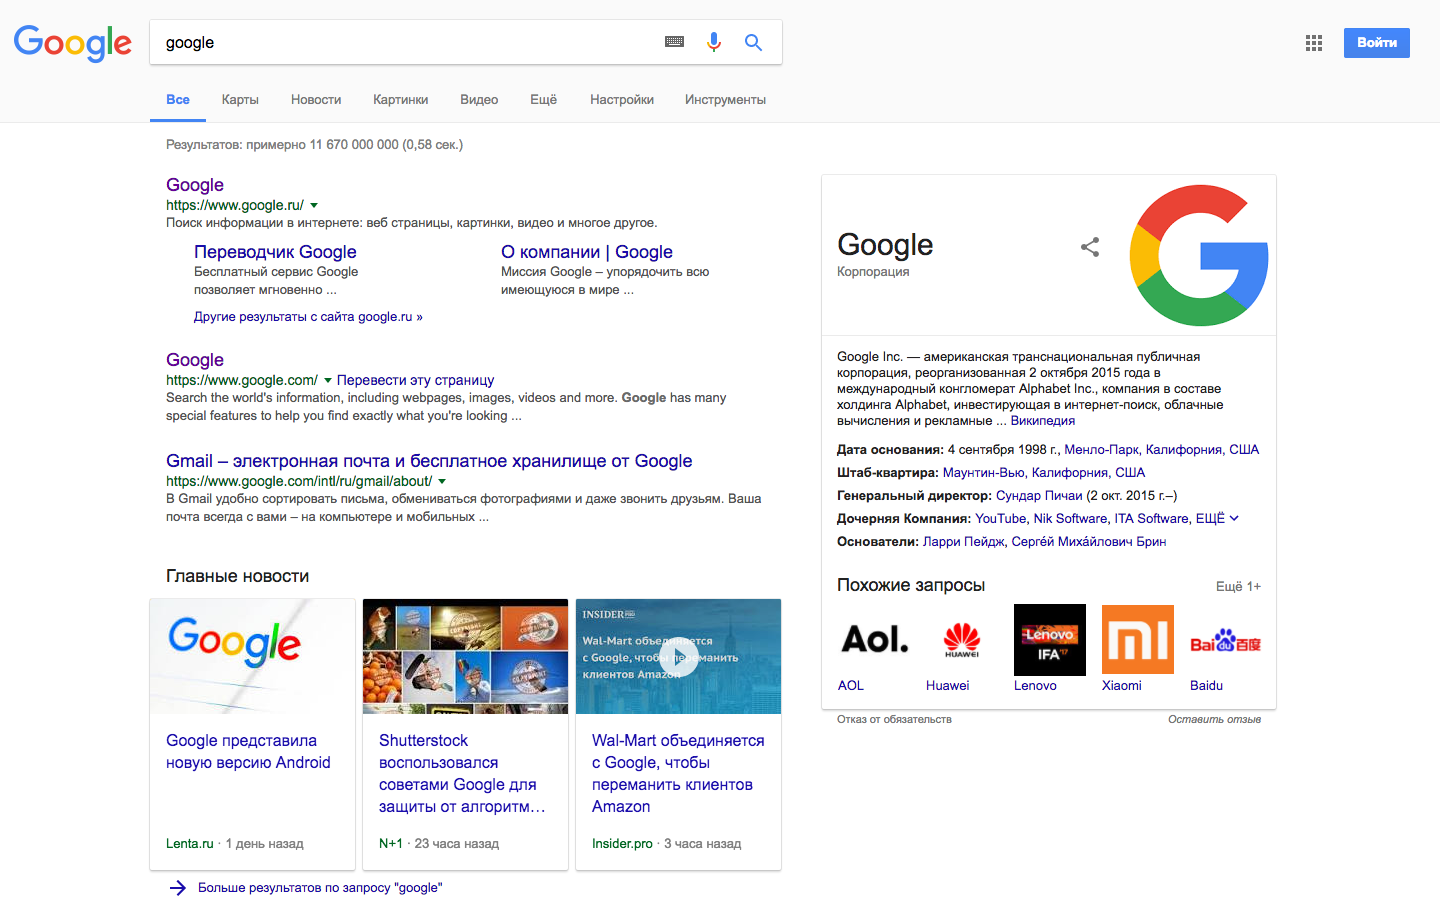 Google
google
Войти
Все Карты Новости Картинки Видео Ещё Настройки Инструменты
Результатов: примерно 11 670 000 000 (0,58 сек.)
Google
https://www.google.ru/
Поиск информации в интернете: веб страницы, картинки, видео и многое другое.
Переводчик Google
Бесплатный сервис Google
позволяет мгновенно ...
О компании | Google
Миссия Google – упорядочить всю
имеющуюся в мире ...
Другие результаты с сайта google.ru »
Google
https://www.google.com/ Перевести эту страницу
Search the world's information, including webpages, images, videos and more. Google has many
special features to help you find exactly what you're looking ...
Gmail – электронная почта и бесплатное хранилище от Google
https://www.google.com/intl/ru/gmail/about/
В Gmail удобно сортировать письма, обмениваться фотографиями и даже звонить друзьям. Ваша
почта всегда с вами – на компьютере и мобильных ...
Главные новости
Google
Google представила
новую версию Android
Lenta.ru · 1 день назад
Shutterstock
воспользовался
советами Google для
защиты от алгоритм...
N+1 · 23 часа назад
INSIDER PRO
Wal-Mart объединяется
с Google, чтобы переманить
клиентов Amazon
Wal-Mart объединяется
с Google, чтобы
переманить клиентов
Amazon
Insider.pro · 3 часа назад
Больше результатов по запросу "google"
Google
Корпорация
Google Inc. — американская транснациональная публичная
корпорация, реорганизованная 2 октября 2015 года в
международный конгломерат Alphabet Inc., компания в составе
холдинга Alphabet, инвестирующая в интернет-поиск, облачные
вычисления и рекламные ... Википедия
Дата основания: 4 сентября 1998 г., Менло-Парк, Калифорния, США
Штаб-квартира: Маунтин-Вью, Калифорния, США
Генеральный директор: Сундар Пичаи (2 окт. 2015 г.–)
Дочерняя Компания: YouTube, Nik Software, ITA Software, ЕЩЁ
Основатели: Ларри Пейдж, Серге́й Миха́йлович Брин
Похожие запросы
Ещё 1+
Aol.
HUAWEI
Lenovo
IFA'17
mi
Bai du 百度
AOL
Huawei
Lenovo
Xiaomi
Baidu
Отказ от обязательств
Оставить отзыв